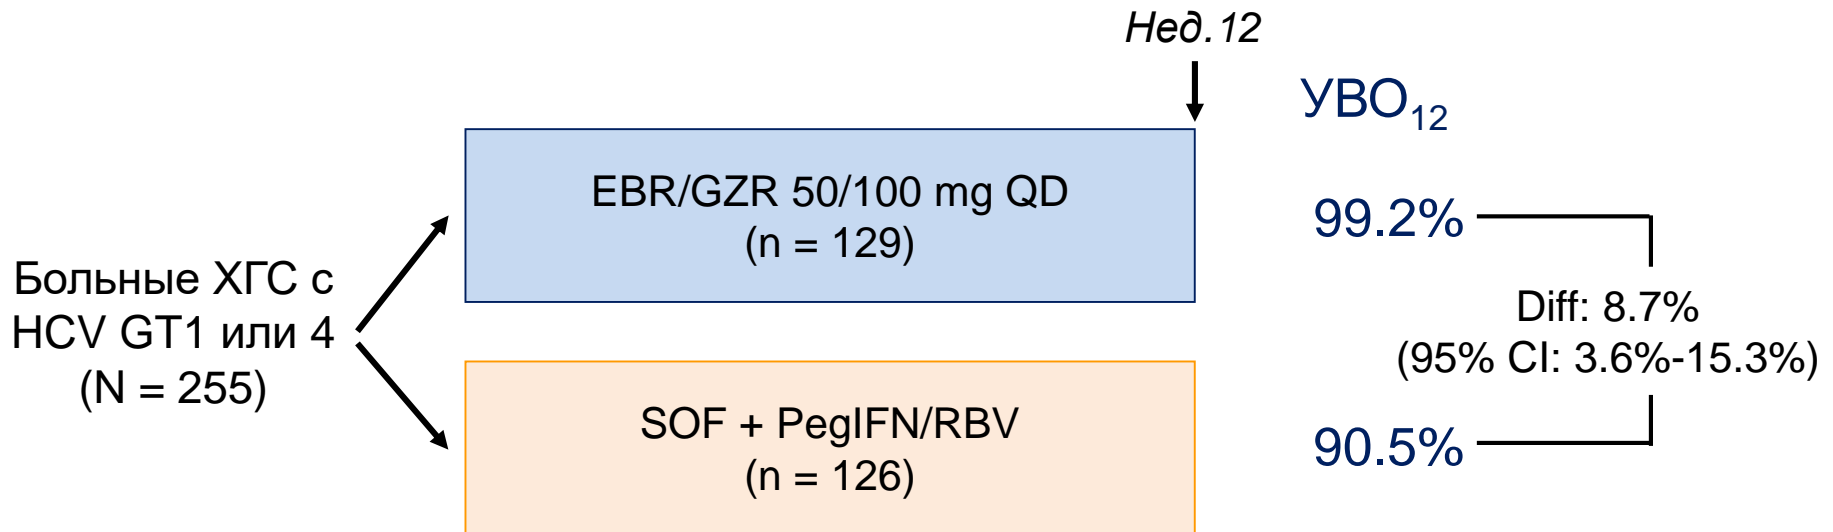 Нед.12
УВО12
EBR/GZR 50/100 mg QD
(n = 129)
99.2%
Больные ХГС с
HCV GT1 или 4
(N = 255)
Diff: 8.7%
(95% CI: 3.6%-15.3%)
SOF + PegIFN/RBV
(n = 126)
90.5%